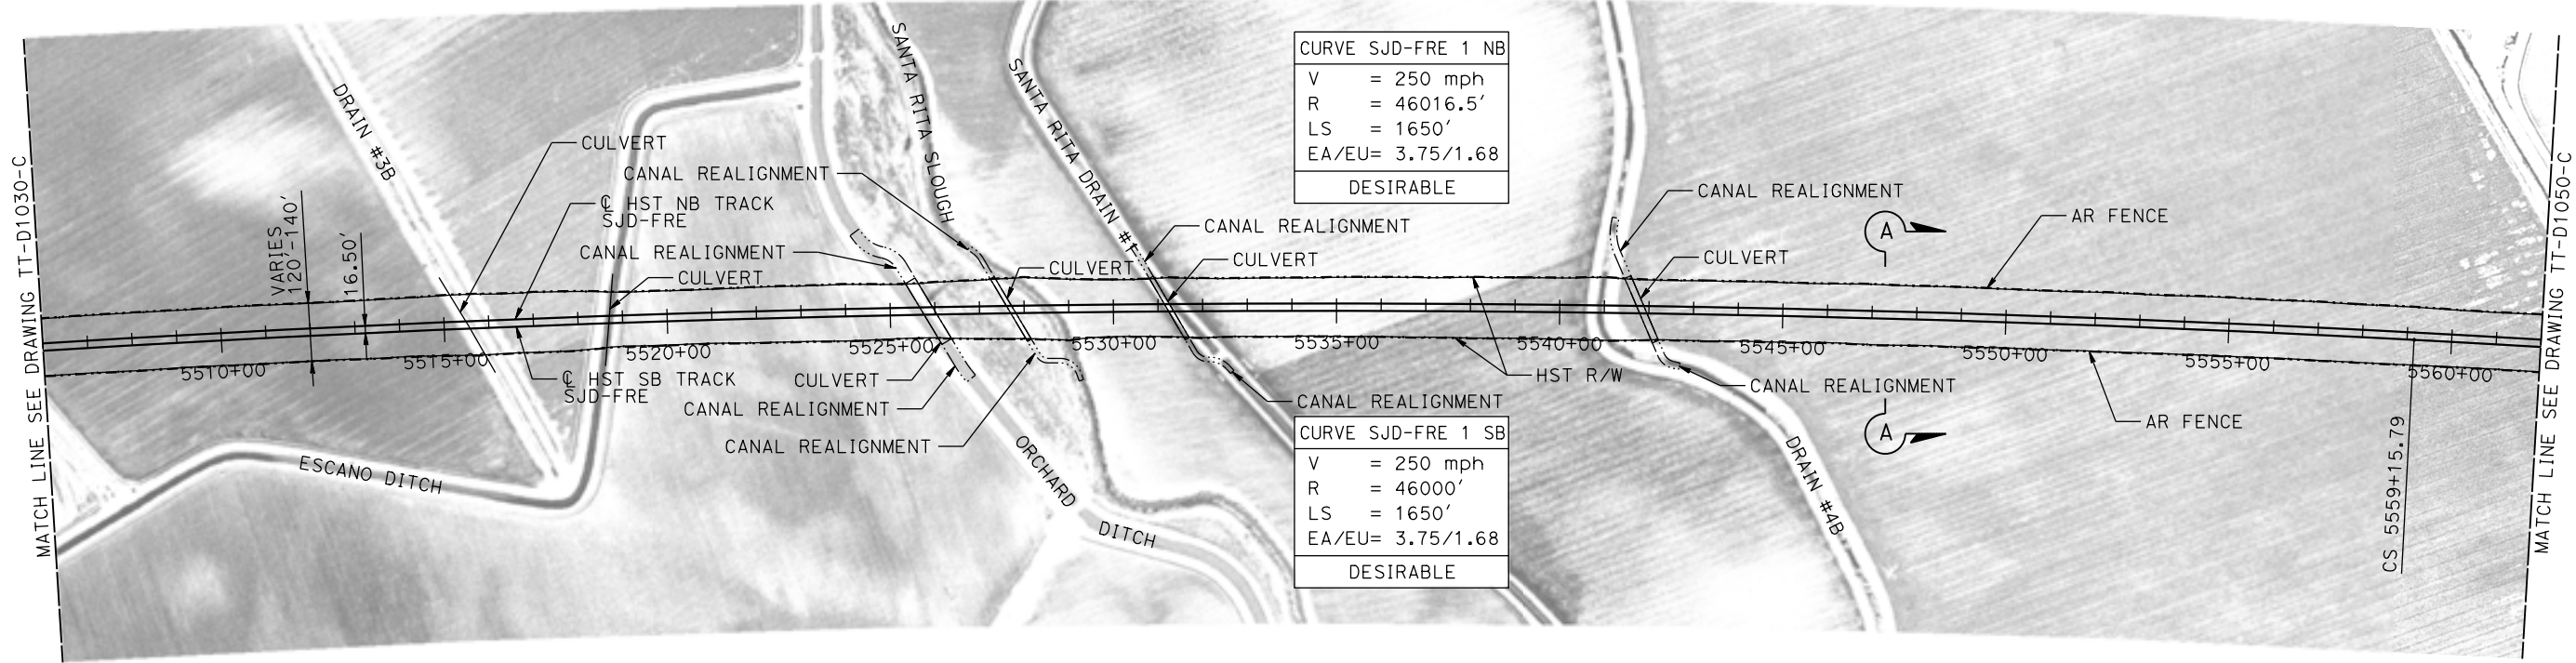 MATCH LINE SEE DRAWING TT-D1030-C
VARIES
120'-140'
16.50'
DRAIN #3B
CULVERT
CANAL REALIGNMENT
℄ HST NB TRACK
SJD-FRE
CANAL REALIGNMENT
CULVERT
SANTA RITA SLOUGH
SANTA RITA DRAIN #1
CULVERT
CANAL REALIGNMENT
CULVERT
CURVE SJD-FRE 1 NB
V = 250 mph
R = 46016.5'
LS = 1650'
EA/EU= 3.75/1.68
DESIRABLE
CANAL REALIGNMENT
CULVERT
A
AR FENCE
5510+00
5515+00
5520+00
5525+00
5530+00
5535+00
5540+00
5545+00
5550+00
5555+00
5560+00
℄ HST SB TRACK
SJD-FRE
CULVERT
CANAL REALIGNMENT
CANAL REALIGNMENT
ESCANO DITCH
ORCHARD DITCH
CANAL REALIGNMENT
HST R/W
CURVE SJD-FRE 1 SB
V = 250 mph
R = 46000'
LS = 1650'
EA/EU= 3.75/1.68
DESIRABLE
CANAL REALIGNMENT
DRAIN #4B
A
AR FENCE
CS 5559+15.79
MATCH LINE SEE DRAWING TT-D1050-C